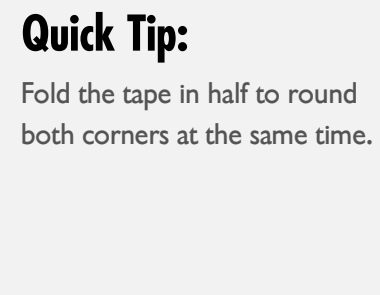 Quick Tip:
Fold the tape in half to round
both corners at the same time.